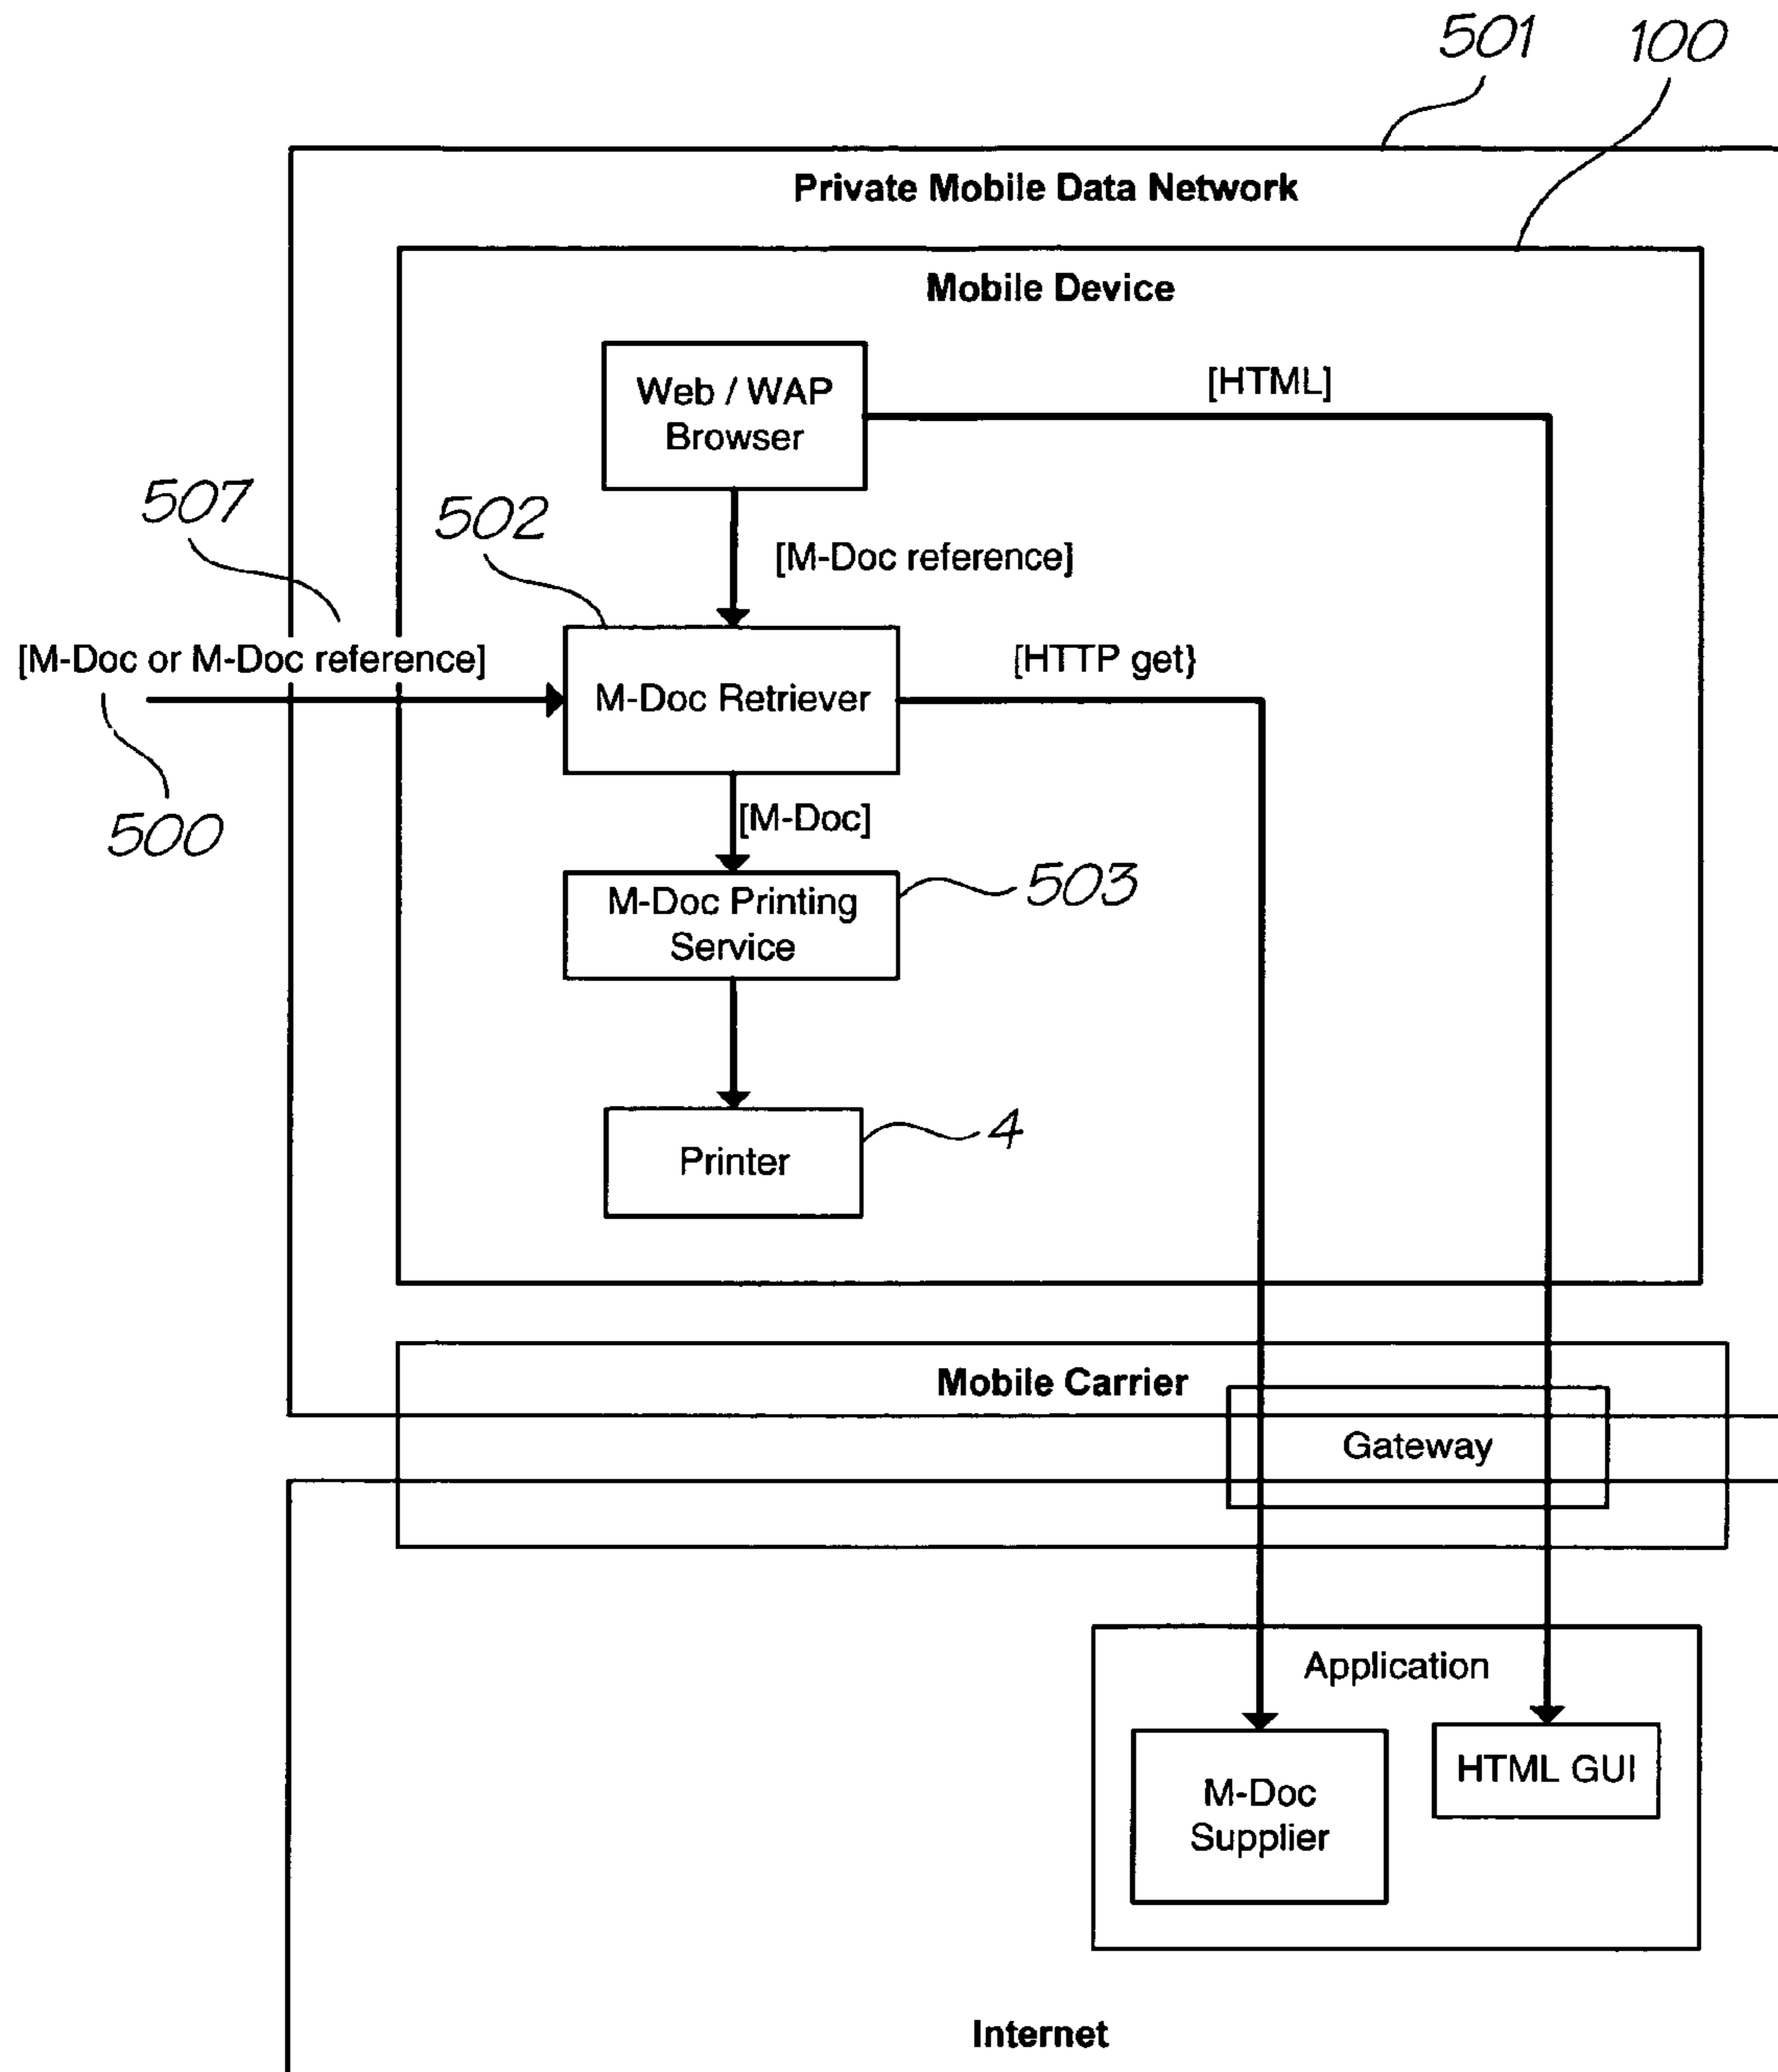 501
100
Private Mobile Data Network
Mobile Device
Web / WAP
Browser
[HTML]
507
502
[M-Doc reference]
[M-Doc or M-Doc reference]
[HTTP get}
M-Doc Retriever
500
[M-Doc]
503
M-Doc Printing
Service
4
Printer
Mobile Carrier
Gateway
Application
HTML GUI
M-Doc
Supplier
Internet